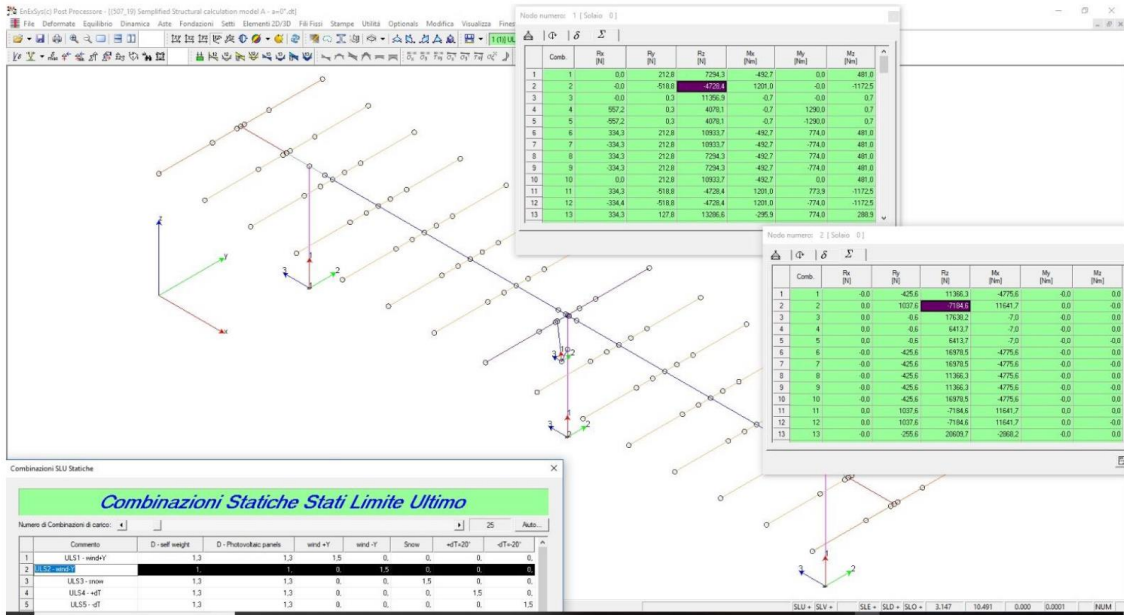 EnExSys(c) Post Processore - [(507_19) Semplified Structural calculation model A - a=0°.dt]
File Deformate Equilibrio Dinamica Aste Fondazioni Setti Elementi 2D/3D Fili Fissi Stampe Utilità Optionals Modifica Visualizza Fines
1 (1)| UL
Node numero: 1 [ Solaio 0 ]
δ Σ
Comb. Rx [N] Ry [N] Rz [N] Mx [Nm] My [Nm] Mz [Nm]
1 1 0,0 212,8 7294,3 -492,7 0,0 481,0
2 2 -0,0 -518,8 -4728,4 1201,0 0,0 -1172,5
3 3 -0,0 0,3 11356,9 -0,7 -0,0 0,7
4 4 557,2 0,3 4078,1 -0,7 1290,0 0,7
5 5 -557,2 0,3 4078,1 -0,7 -1290,0 0,7
6 6 334,3 212,8 10933,7 -492,7 774,0 481,0
7 7 -334,3 212,8 10933,7 -492,7 -774,0 481,0
8 8 334,3 212,8 7294,3 -492,7 774,0 481,0
9 9 -334,3 212,8 7294,3 -492,7 -774,0 481,0
10 10 0,0 212,8 10933,7 -492,7 0,0 481,0
11 11 334,3 -518,8 -4728,4 1201,0 773,9 -1172,5
12 12 -334,4 -518,8 -4728,4 1201,0 -774,0 -1172,5
13 13 334,3 127,8 13286,6 -295,9 774,0 288,9
Nodo numero: 2 [ Solaio 0 ]
δ Σ
Comb. Rx [N] Ry [N] Rz [N] Mx [Nm] My [Nm] Mz [Nm]
1 1 -0,0 -425,6 11366,3 -4775,6 -0,0 0,0
2 2 0,0 1037,6 -7184,6 11641,7 0,0 0,0
3 3 0,0 -0,6 17638,2 -7,0 -0,0 0,0
4 4 0,0 -0,6 6413,7 -7,0 -0,0 0,0
5 5 0,0 -0,6 6413,7 -7,0 -0,0 0,0
6 6 -0,0 -425,6 16978,5 -4775,6 -0,0 -0,0
7 7 -0,0 -425,6 16978,5 -4775,6 -0,0 -0,0
8 8 -0,0 -425,6 11366,3 -4775,6 -0,0 -0,0
9 9 -0,0 -425,6 11366,3 -4775,6 -0,0 -0,0
10 10 -0,0 -425,6 16978,5 -4775,6 -0,0 0,0
11 11 0,0 1037,6 -7184,6 11641,7 0,0 0,0
12 12 0,0 1037,6 -7184,6 11641,7 0,0 -0,0
13 13 -0,0 -255,6 20609,7 -2868,2 -0,0 0,0
z
y
x
1
3 2
3 1 2
1
3 2
1
3 2
Combinazioni SLU Statiche
Combinazioni Statiche Stati Limite Ultimo
Numero di Combinazioni di carico: 25 Auto...
Commento D - self weight D - Photovoltaic panels wind +Y wind -Y Snow +dT=20° -dT=-20°
1 ULS1 - wind+Y 1,3 1,3 1,5 0, 0, 0, 0,
2 ULS2 - wind-Y 1, 1, 0, 1,5 0, 0, 0,
3 ULS3 - snow 1,3 1,3 0, 0, 1,5 0, 0,
4 ULS4 - +dT 1,3 1,3 0, 0, 0, 1,5 0,
5 ULS5 - -dT 1,3 1,3 0, 0, 0, 0, 1,5
SLU + SLV + SLE + SLD + SLO + 3.147 10.491 0.000 0.0001 NUM